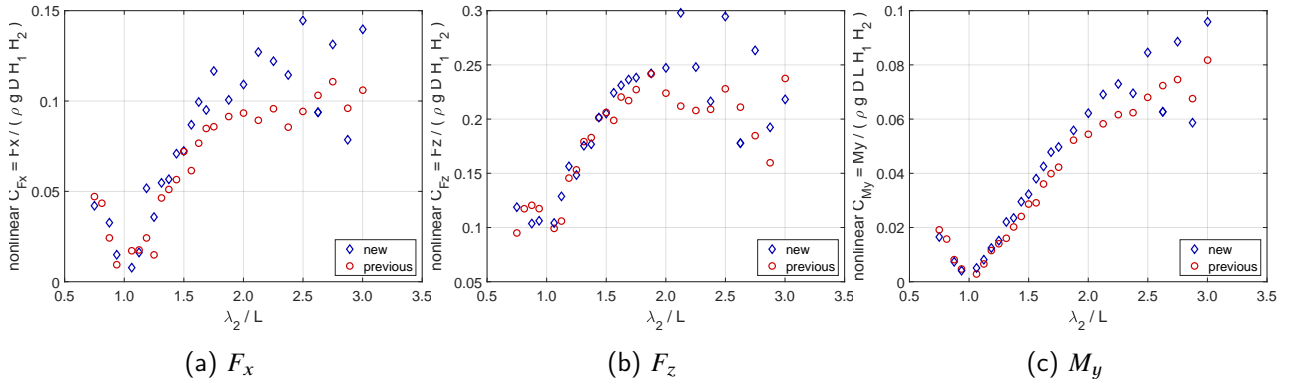 nonlinear C_Fx = Fx / ( ρ g D H_1 H_2 )
0.15
0.1
0.05
0
0.5 1.0 1.5 2.0 2.5 3.0 3.5
λ_2 / L
new
previous
(a) F_x
nonlinear C_Fz = Fz / ( ρ g D H_1 H_2 )
0.3
0.25
0.2
0.15
0.1
0.05
0.5 1.0 1.5 2.0 2.5 3.0 3.5
λ_2 / L
new
previous
(b) F_z
nonlinear C_My = My / ( ρ g D L H_1 H_2 )
0.1
0.08
0.06
0.04
0.02
0
0.5 1.0 1.5 2.0 2.5 3.0 3.5
λ_2 / L
new
previous
(c) M_y